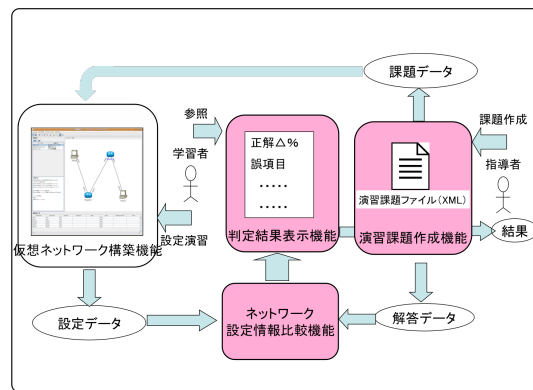 課題データ
参照
学習者
設定演習
正解△%
誤項目
・・・・・
・・・・
課題作成
指導者
演習課題ファイル(XML)
仮想ネットワーク構築機能
判定結果表示機能
演習課題作成機能
結果
設定データ
ネットワーク
設定情報比較機能
解答データ